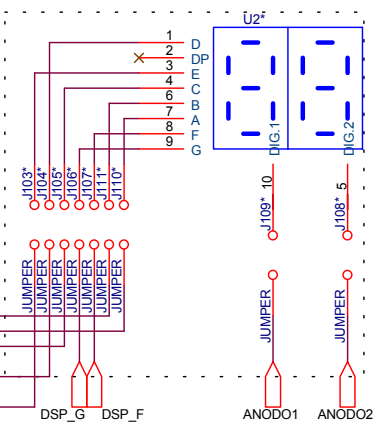 U2*
1 D
2 DP
3 E
4 C
6 B
7 A
8 F
9 G
DIG.1
DIG.2
10
5
J103*
J104*
J105*
J106*
J107*
J111*
J110*
J109*
J108*
JUMPER
JUMPER
JUMPER
JUMPER
JUMPER
JUMPER
JUMPER
JUMPER
JUMPER
DSP_G
DSP_F
ANODO1
ANODO2